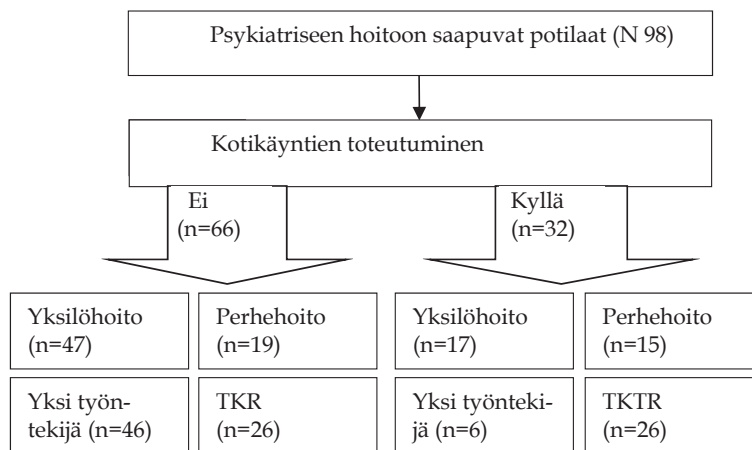 Psykiatriseen hoitoon saapuvat potilaat (N 98)
Kotikäyntien toteutuminen
Ei
(n=66)
Kyllä
(n=32)
Yksilöhoito
(n=47)
Perhehoito
(n=19)
Yksilöhoito
(n=17)
Perhehoito
(n=15)
Yksi työn-
tekijä (n=46)
TKR
(n=26)
Yksi työnteki-
jä (n=6)
TKTR
(n=26)